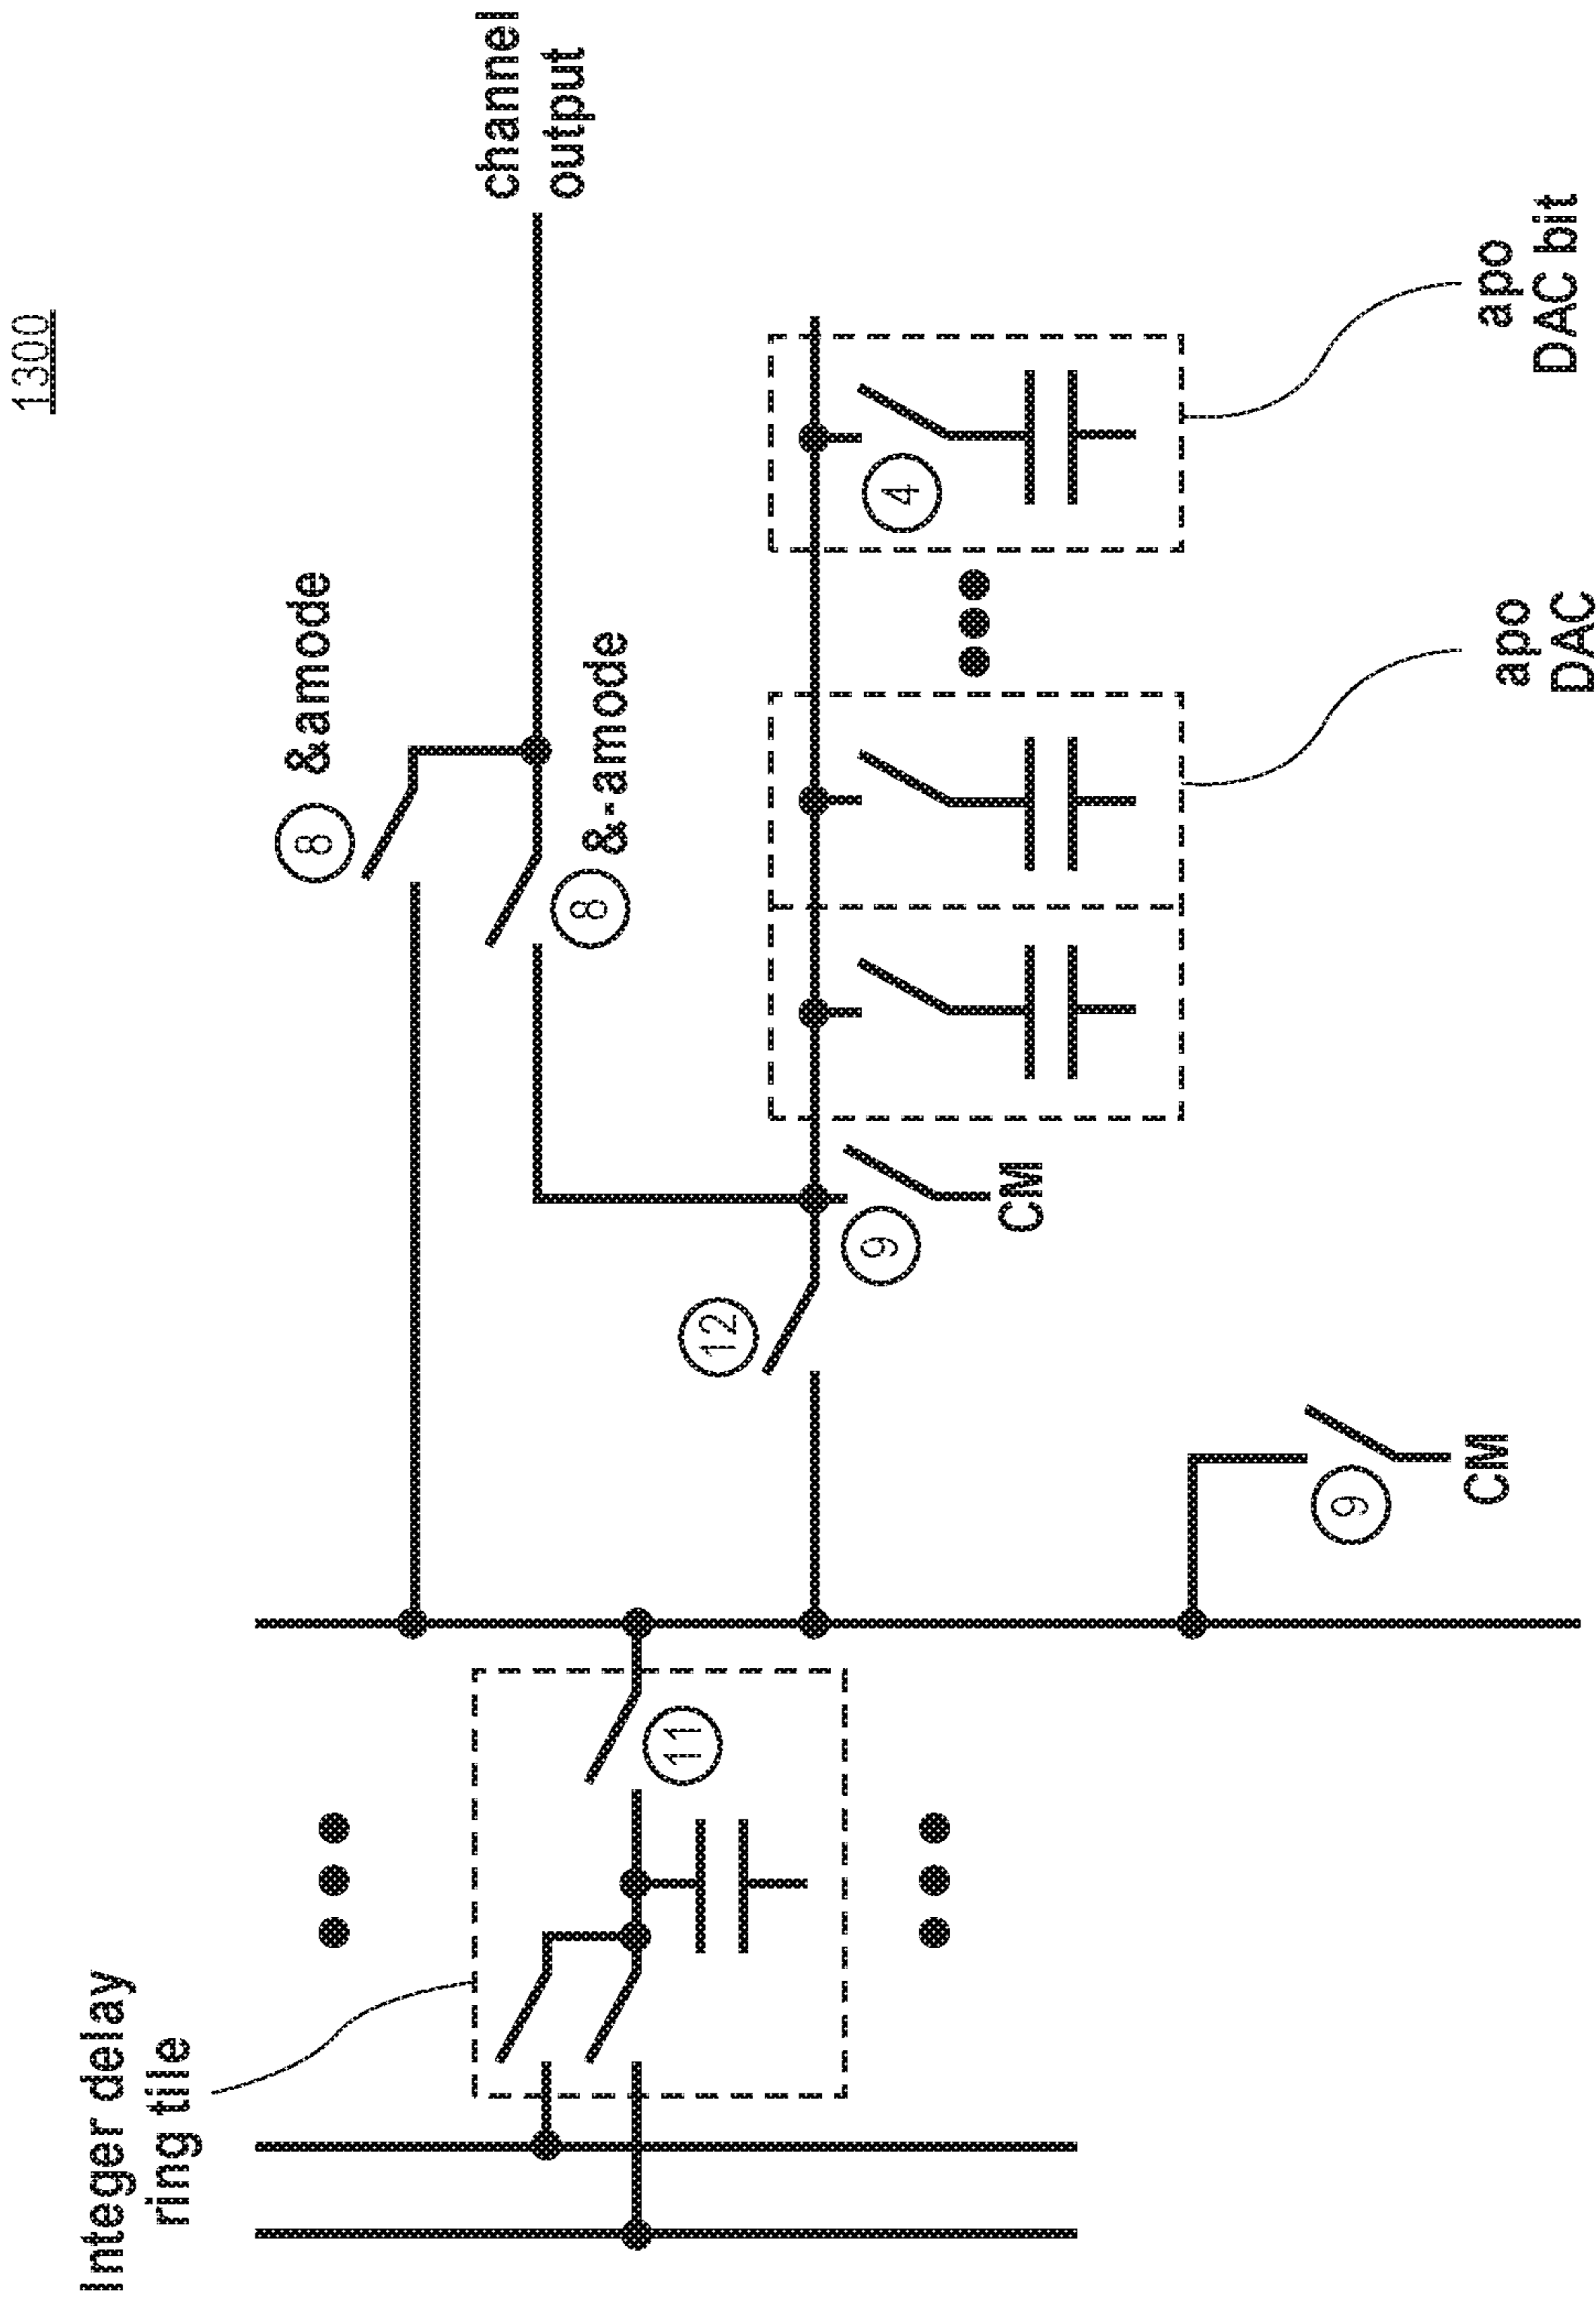 1300
Integer delay
ring tile
11
12
9
CM
9
CM
8 &amode
8 &-amode
channel
output
4
apo
DAC
apo
DAC bit